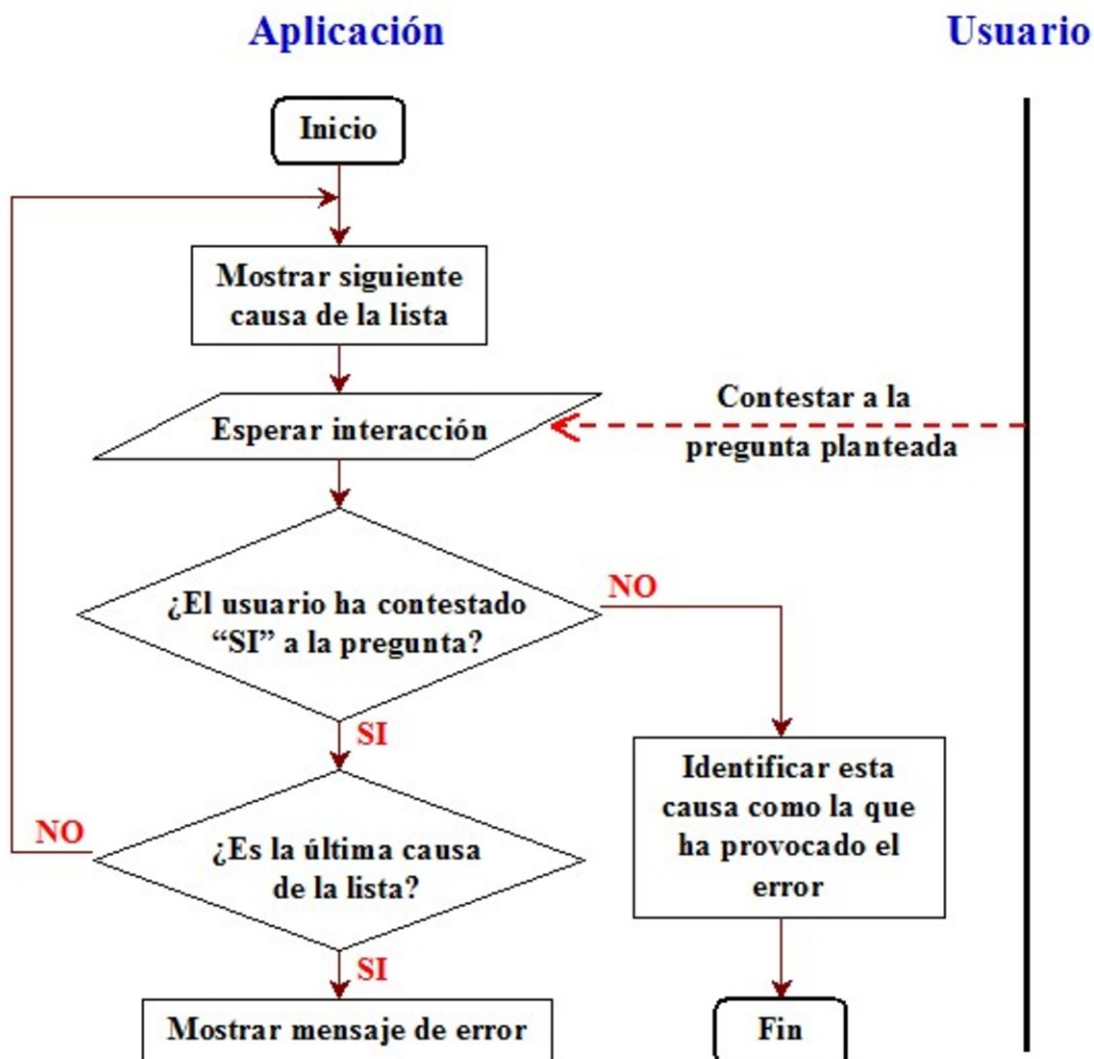 Aplicación
Usuario
Inicio
Mostrar siguiente
causa de la lista
Contestar a la
pregunta planteada
Esperar interacción
¿El usuario ha contestado
“SI” a la pregunta?
NO
SI
Identificar esta
causa como la que
ha provocado el
error
¿Es la última causa
de la lista?
NO
SI
Mostrar mensaje de error
Fin